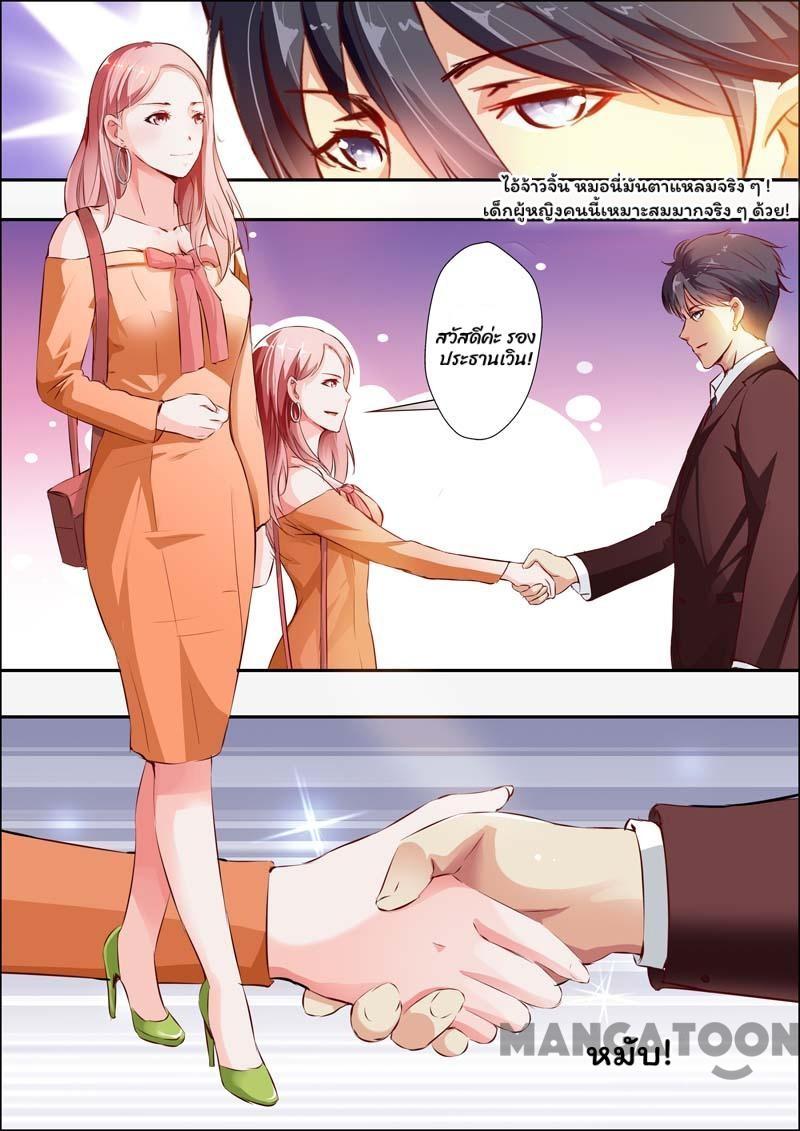 ไอ้จ้าวจิ้น หมอนี่มันตาแหลมจริง ๆ !
เด็กผู้หญิงคนนี้เหมาะสมมากจริง ๆ ด้วย!
สวัสดีค่ะ รอง
ประธานเวิน!
MANGATOON
หมับ!